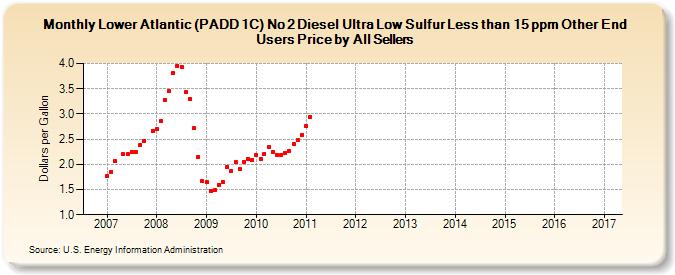 Monthly Lower Atlantic (PADD 1C) No 2 Diesel Ultra Low Sulfur Less than 15 ppm Other End
Users Price by All Sellers
Dollars per Gallon
4.0
3.5
3.0
2.5
2.0
1.5
1.0
2007 2008 2009 2010 2011 2012 2013 2014 2015 2016 2017
Source: U.S. Energy Information Administration